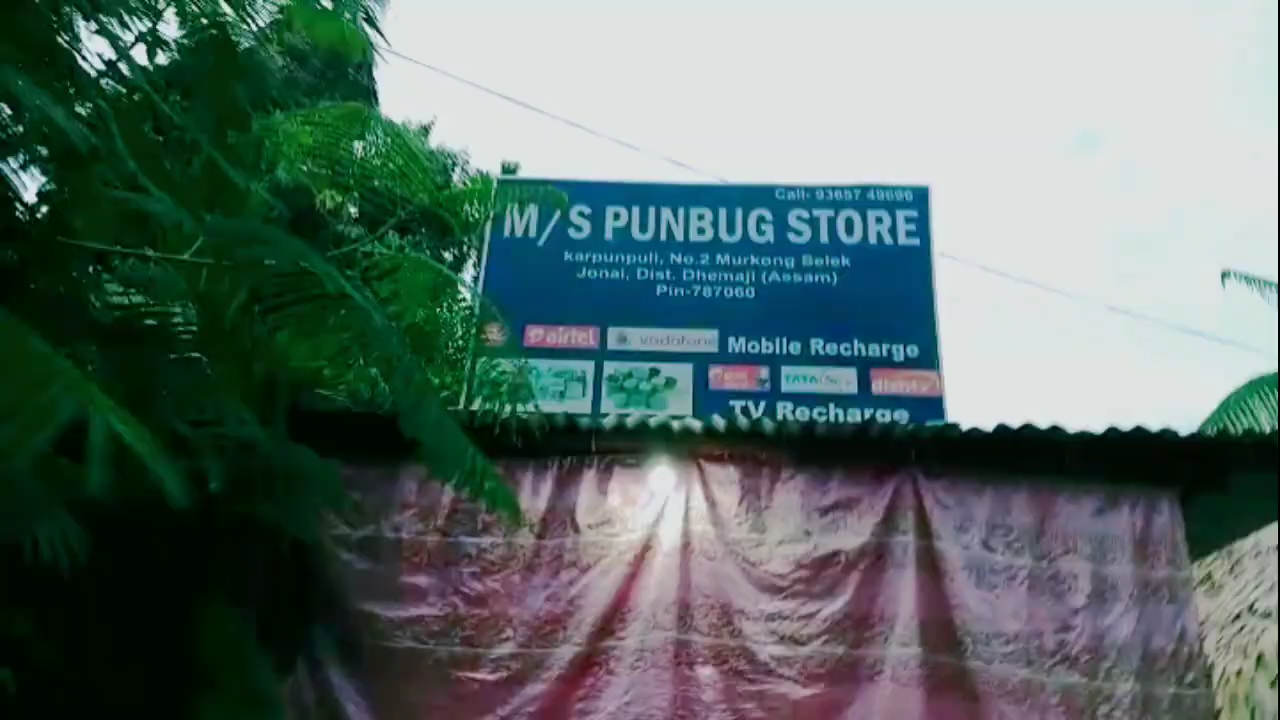 Call- 93657 49696
M/S PUNBUG STORE
karpunpuli, No.2 Murkong Selek
Jonai, Dist. Dhemaji (Assam)
Pin-787060
airtel vodafone Mobile Recharge
TATA dishtv
TV Recharge